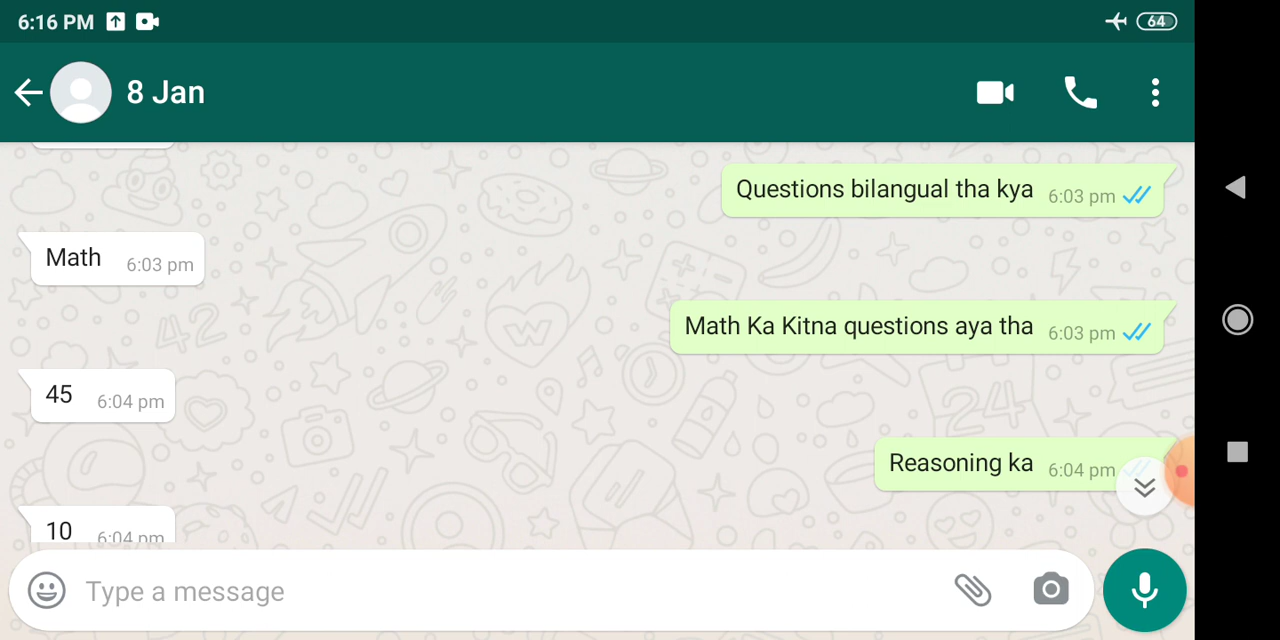 6:16 PM 64
8 Jan
Questions bilangual tha kya 6:03 pm
Math 6:03 pm
Math Ka Kitna questions aya tha 6:03 pm
45 6:04 pm
Reasoning ka 6:04 pm
10 6:04 pm
Type a message